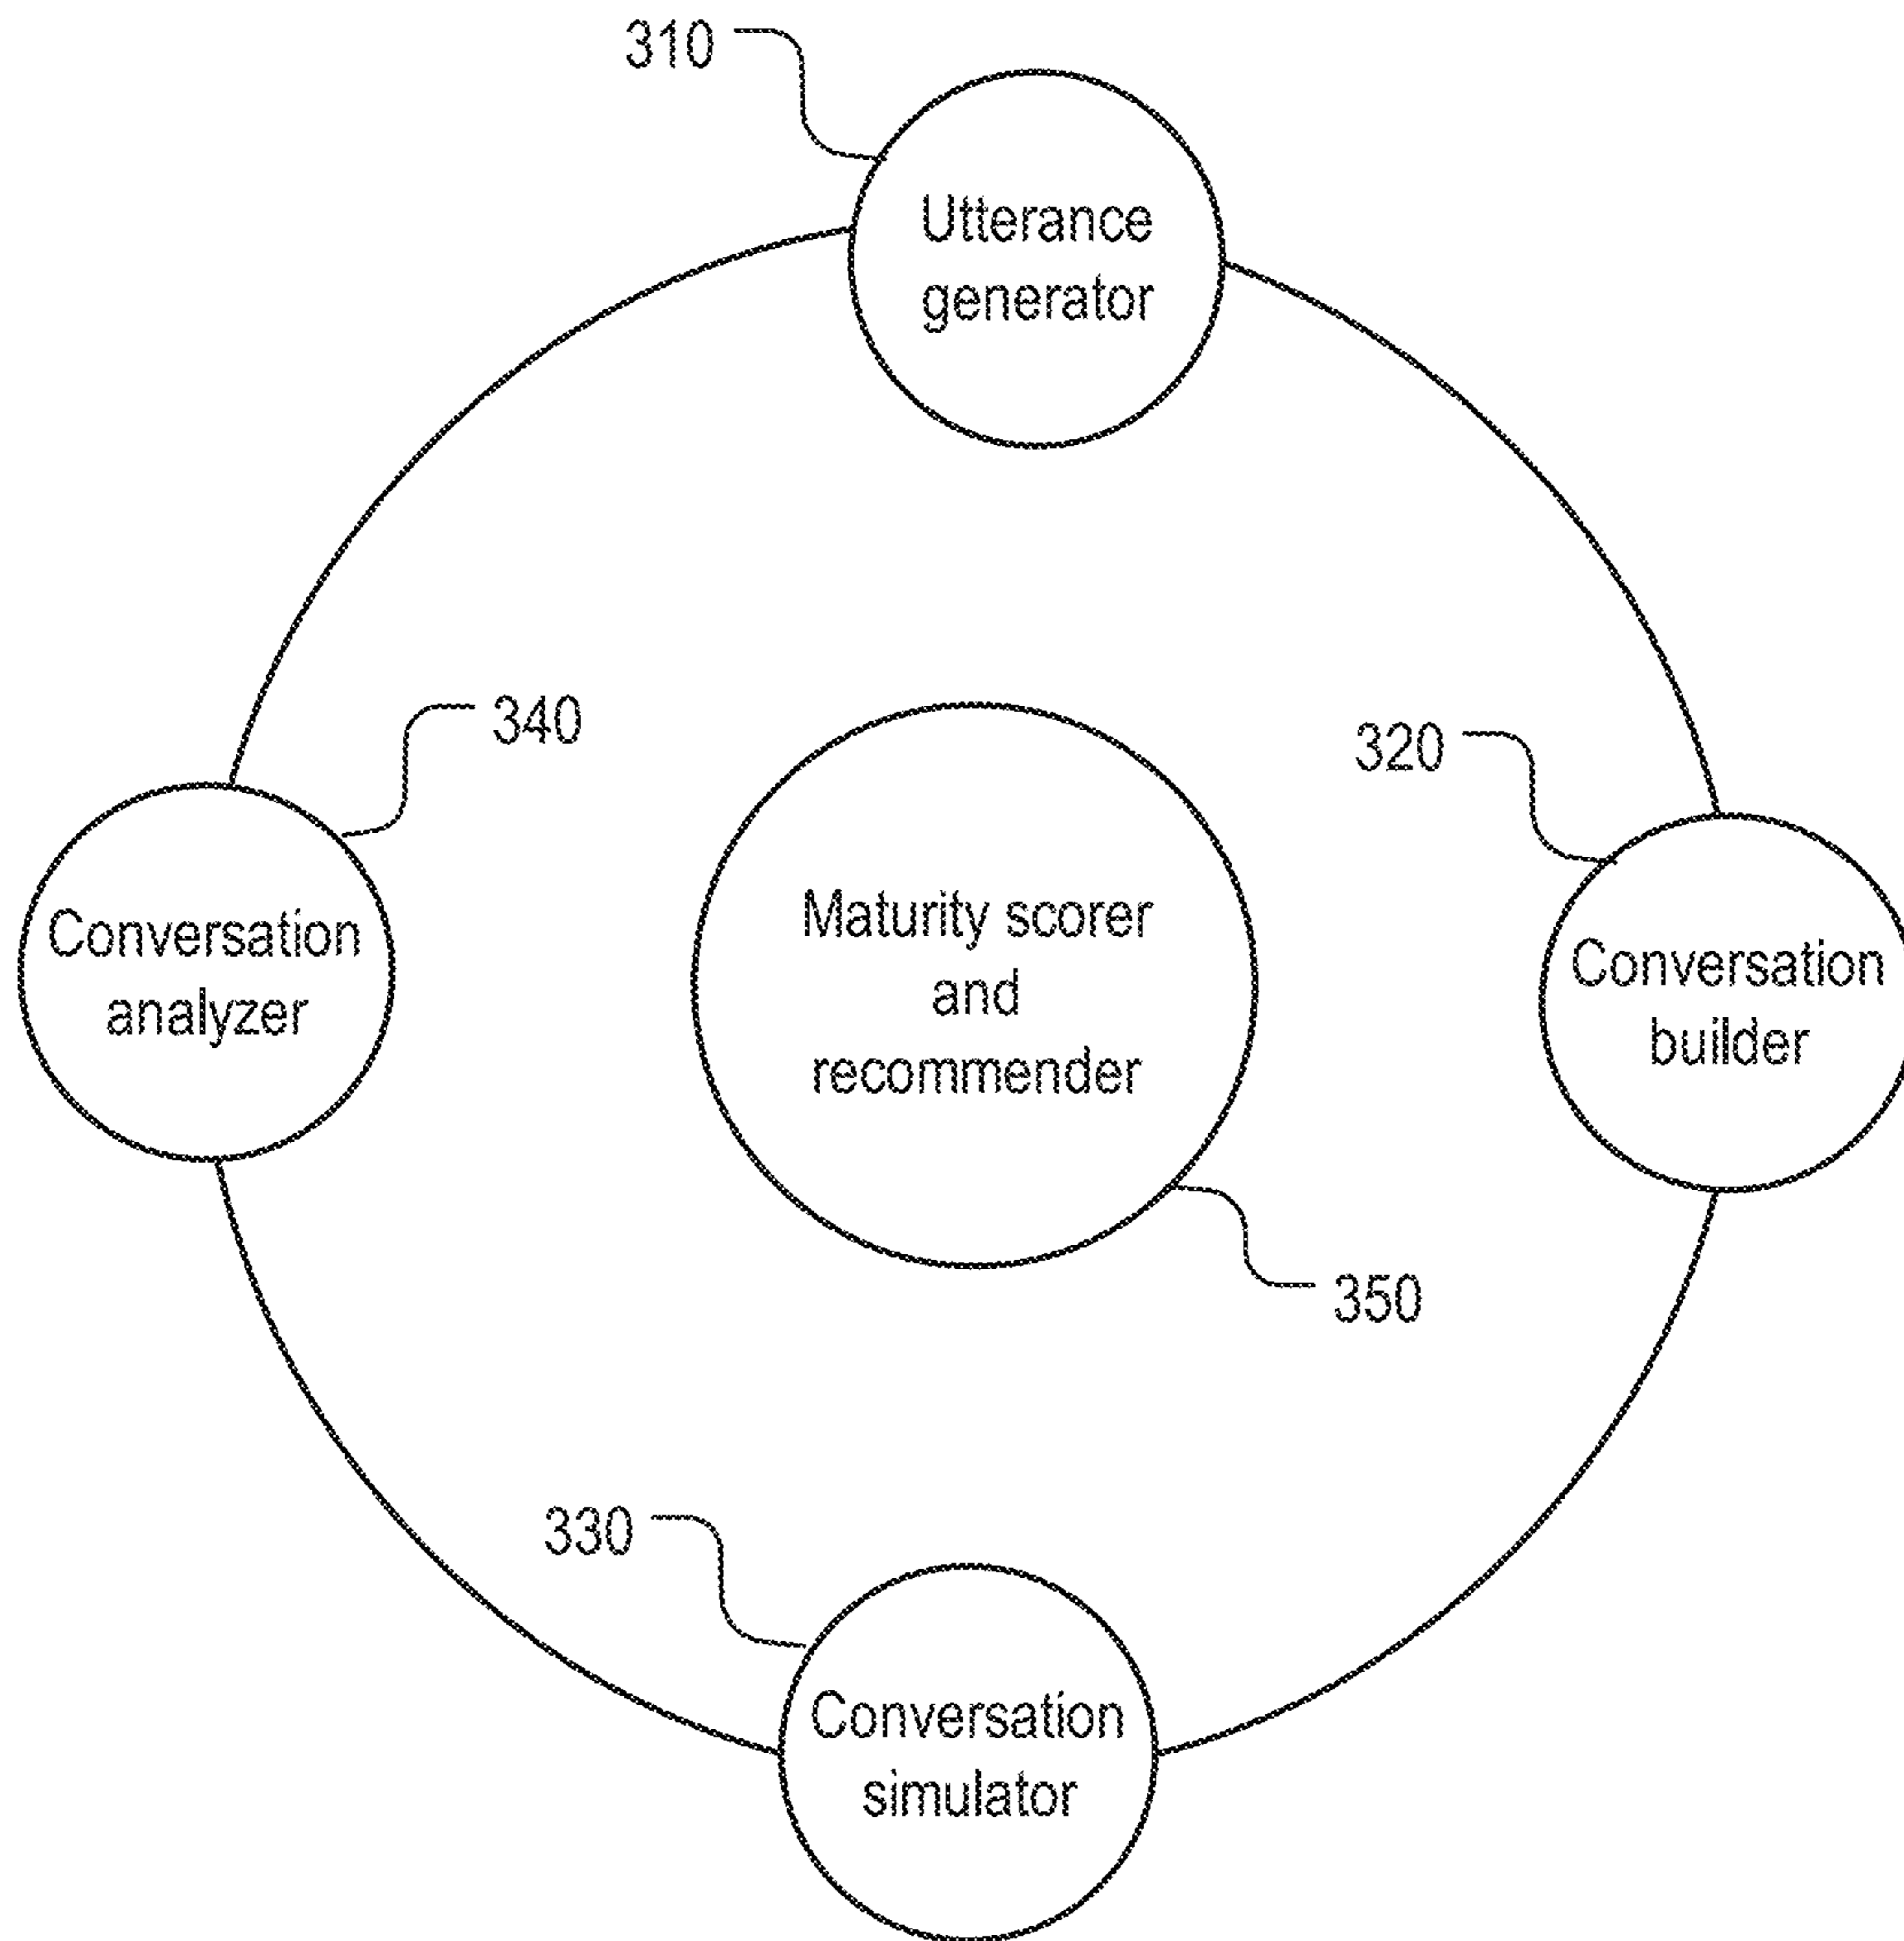 310
Utterance
generator
340
320
Conversation
analyzer
Maturity scorer
and
recommender
Conversation
builder
350
330
Conversation
simulator